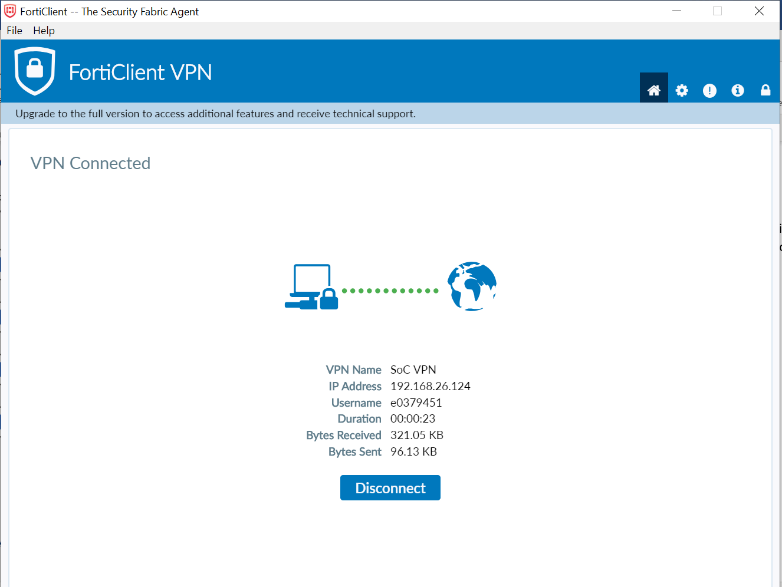 FortiClient -- The Security Fabric Agent
File Help
FortiClient VPN
Upgrade to the full version to access additional features and receive technical support.
VPN Connected
VPN Name SoC VPN
IP Address 192.168.26.124
Username e0379451
Duration 00:00:23
Bytes Received 321.05 KB
Bytes Sent 96.13 KB
Disconnect